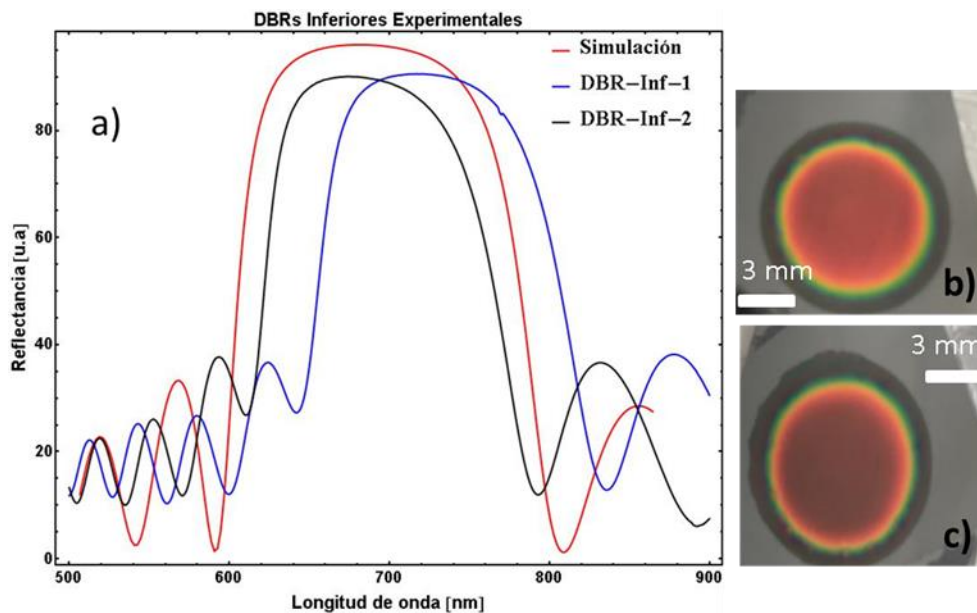 DBRs Inferiores Experimentales
a)
Simulación
DBR−Inf−1
DBR−Inf−2
Reflectancia [u.a]
80
60
40
20
0
500 600 700 800 900
Longitud de onda [nm]
3 mm
b)
3 mm
c)